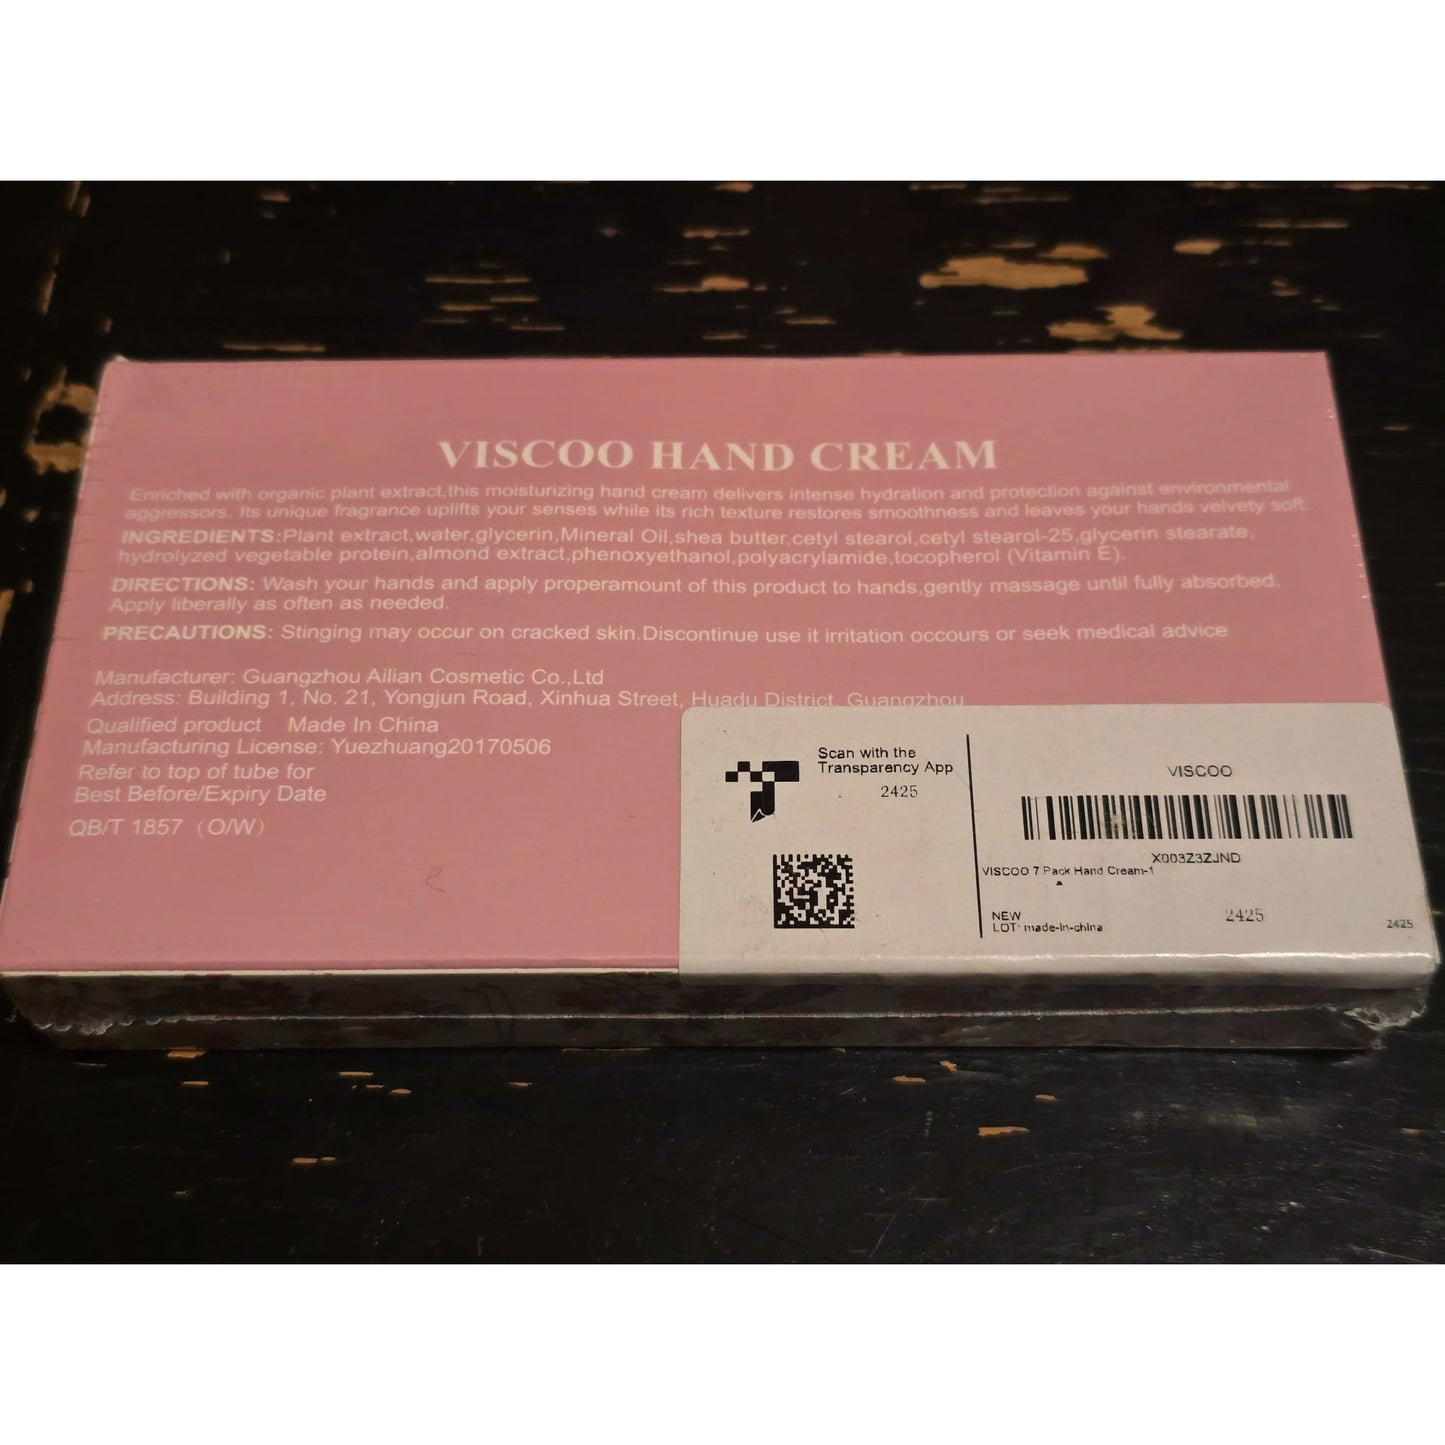 VISCOO HAND CREAM
Enriched with organic plant extract,this moisturizing hand cream delivers intense hydration and protection against environmental
aggressors. Its unique fragrance uplifts your senses while its rich texture restores smoothness and leaves your hands velvety soft.
INGREDIENTS:Plant extract,water,glycerin,Mineral Oil,shea butter,cetyl stearol,cetyl stearol-25,glycerin stearate,
hydrolyzed vegetable protein,almond extract,phenoxyethanol,polyacrylamide,tocopherol (Vitamin E).
DIRECTIONS: Wash your hands and apply properamount of this product to hands,gently massage until fully absorbed.
Apply liberally as often as needed.
PRECAUTIONS: Stinging may occur on cracked skin.Discontinue use it irritation occours or seek medical advice
Manufacturer: Guangzhou Ailian Cosmetic Co.,Ltd
Address: Building 1, No. 21, Yongjun Road, Xinhua Street, Huadu District, Guangzhou
Qualified product Made In China
Manufacturing License: Yuezhuang20170506
Refer to top of tube for
Best Before/Expiry Date
QB/T 1857（O/W）
Scan with the
Transparency App
2425
VISCOO
X003Z3ZJND
VISCOO 7 Pack Hand Cream-1
NEW
LOT: made-in-china
2425
2425